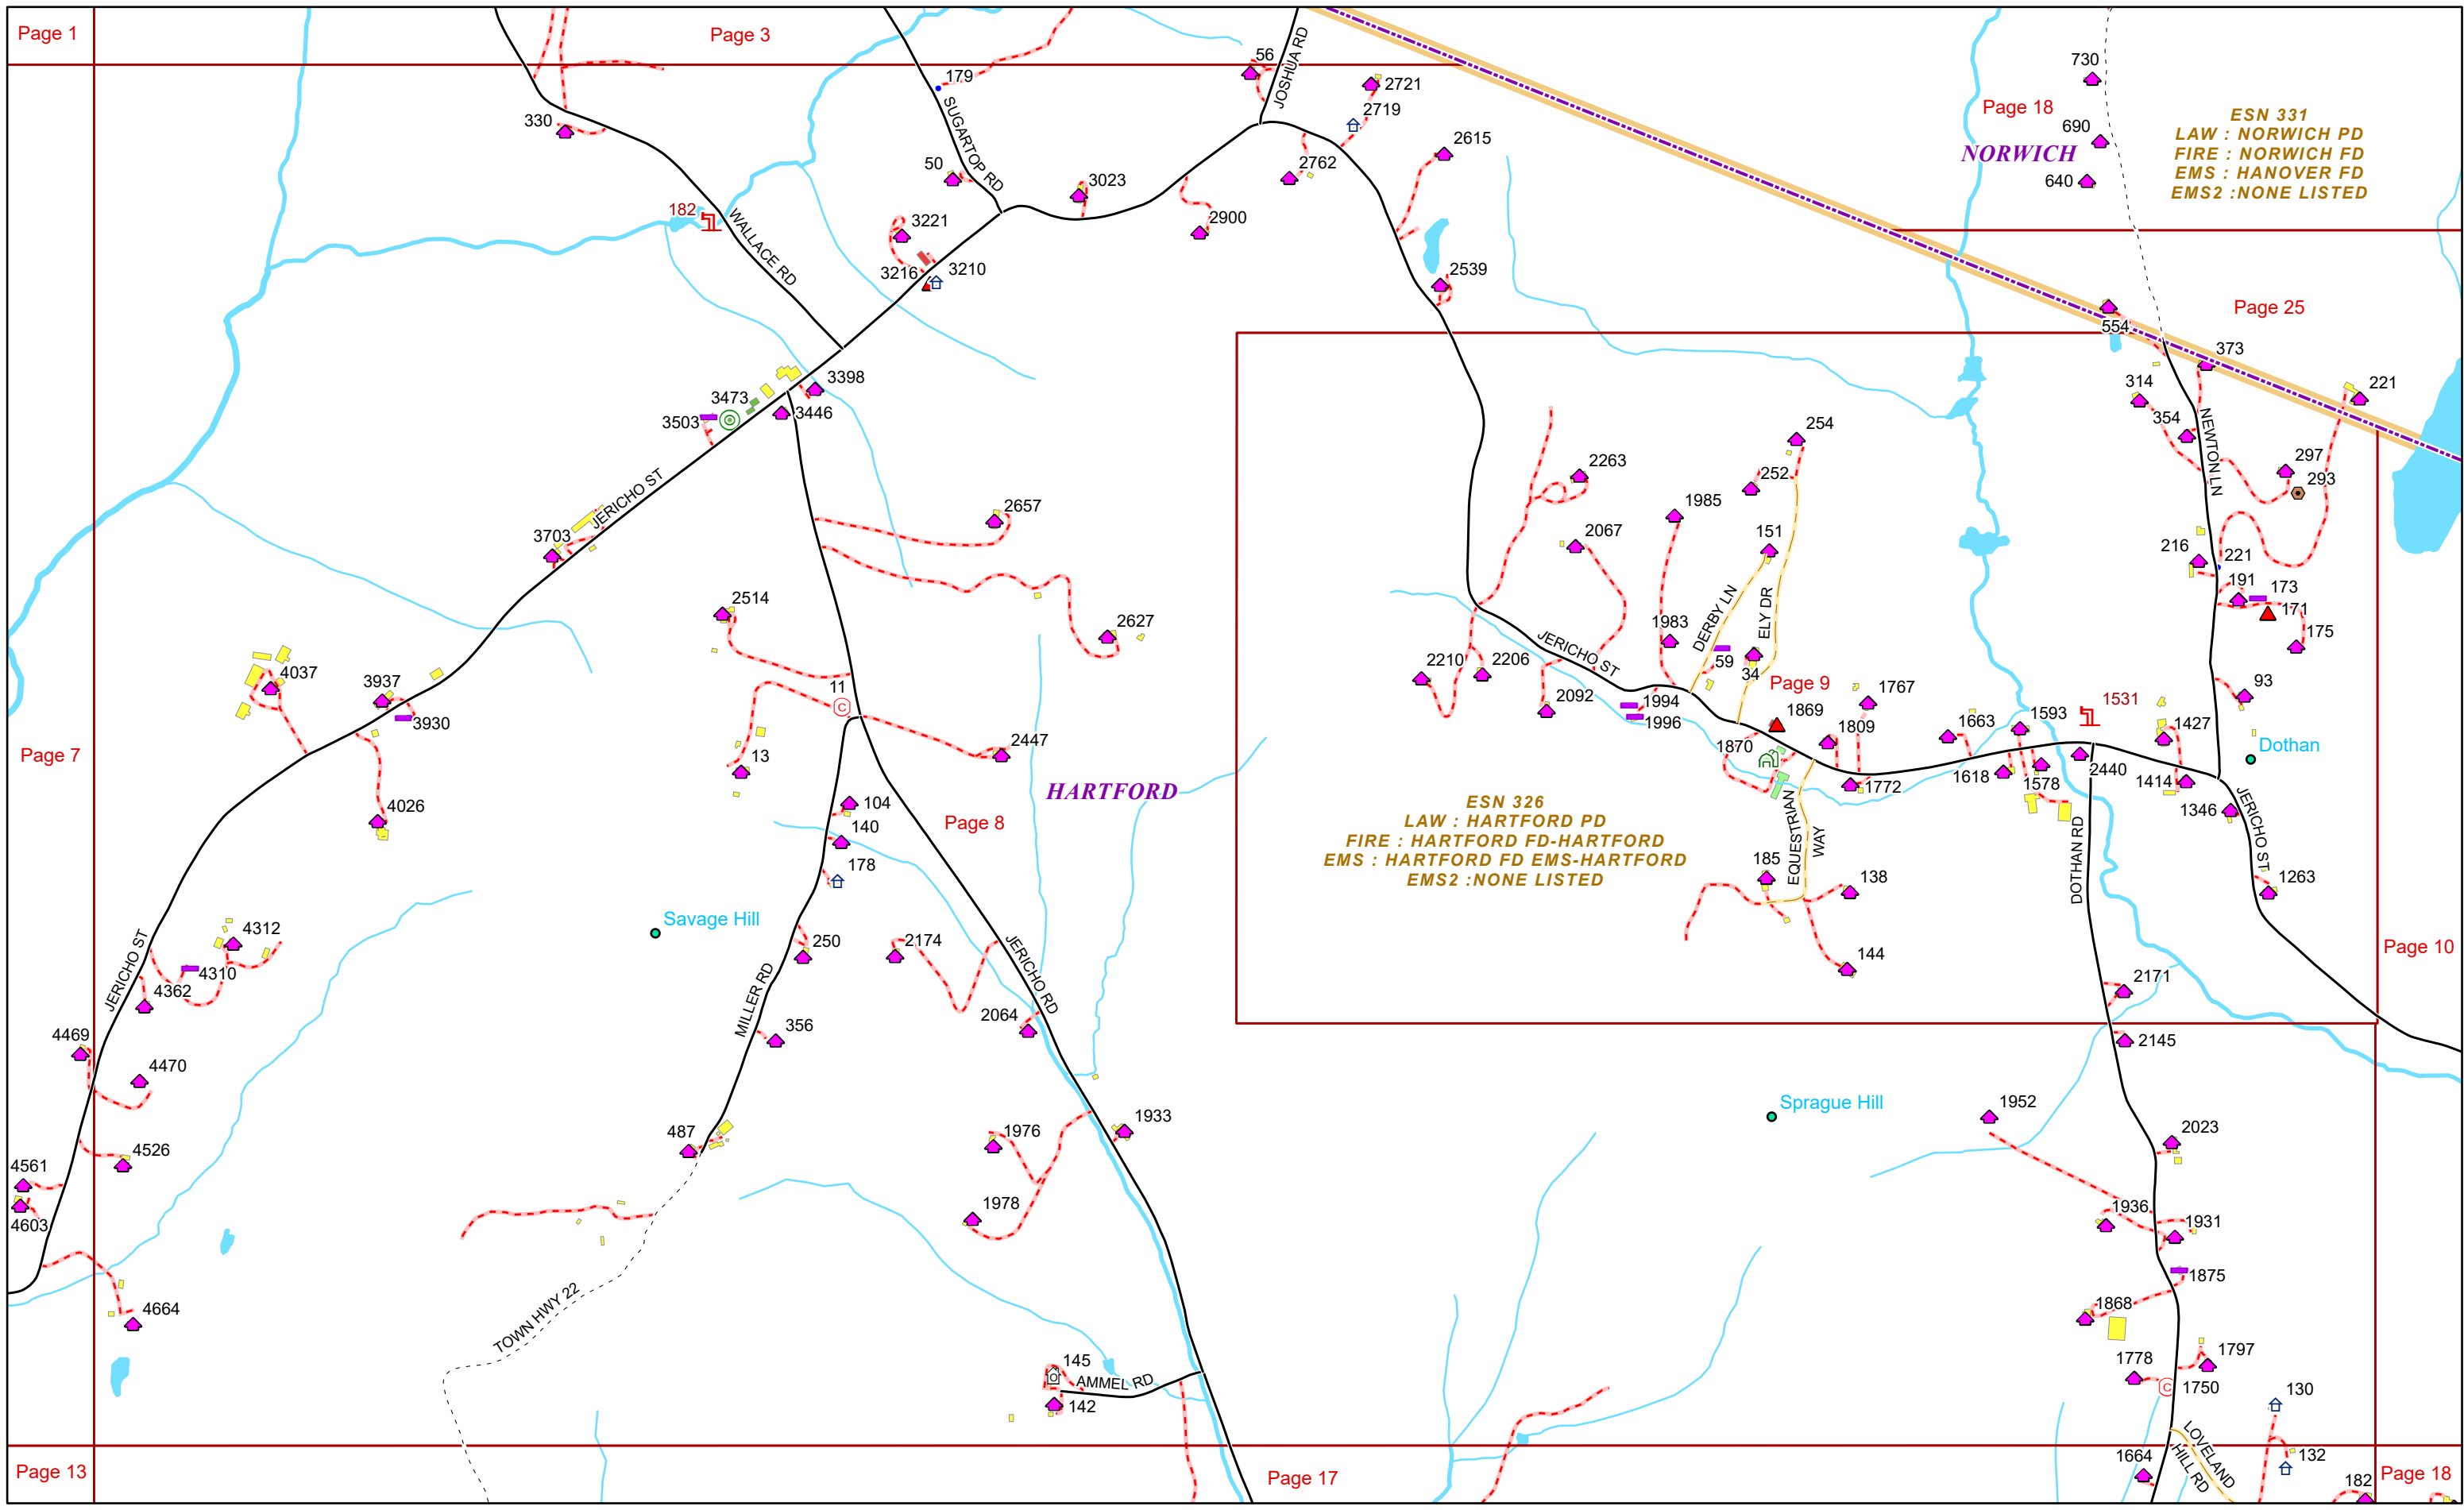 Page 1
Page 3
56
JOSHUA RD
179
2721
2719
730
Page 18
ESN 331
LAW : NORWICH PD
FIRE : NORWICH FD
EMS : HANOVER FD
EMS2 :NONE LISTED
330
SUGARTOP RD
690
NORWICH
2615
50
3023
2762
640
182
WALLACE RD
3221
2900
3216
3210
2539
554
Page 25
373
3398
3473
3503
3446
314
354
221
254
NEWTON LN
2263
252
297
293
JERICHO ST
2657
1985
3703
2067
151
216
221
191
173
171
175
2514
2627
DERBY LN
ELY DR
1983
JERICHO ST
59
34
2210
2206
4037
3937
3930
11
C
2092
1994
1996
Page 9
1767
93
1869
1531
1663
1593
1427
Dothan
Page 7
13
2447
1870
1809
HARTFORD
1772
1618
1578
2440
1414
1346
JERICHO ST
4026
104
140
Page 8
ESN 326
LAW : HARTFORD PD
FIRE : HARTFORD FD-HARTFORD
EMS : HARTFORD FD EMS-HARTFORD
EMS2 :NONE LISTED
EQUESTRIAN
WAY
DOTHAN RD
178
185
138
1263
Savage Hill
4312
250
2174
JERICHO RD
144
Page 10
JERICHO ST
4310
4362
MILLER RD
2171
4469
356
2064
2145
4470
Sprague Hill
1952
487
1976
1933
2023
4561
4526
4603
1978
1936
1931
1875
4664
TOWN HWY 22
1868
145
O
AMMEL RD
142
1778
1797
C
1750
130
LOVELAND
HILL RD
132
Page 13
Page 17
1664
182
Page 18